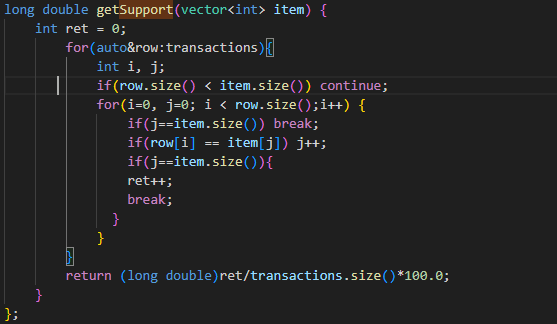 long double getSupport(vector<int> item) {
    int ret = 0;
        for(auto&row:transactions){
            int i, j;
            if(row.size() < item.size()) continue;
            for(i=0, j=0; i < row.size();i++) {
                if(j==item.size()) break;
                if(row[i] == item[j]) j++;
                if(j==item.size()){
                ret++;
                break;
              }
            }
        }
        return (long double)ret/transactions.size()*100.0;
    }
};